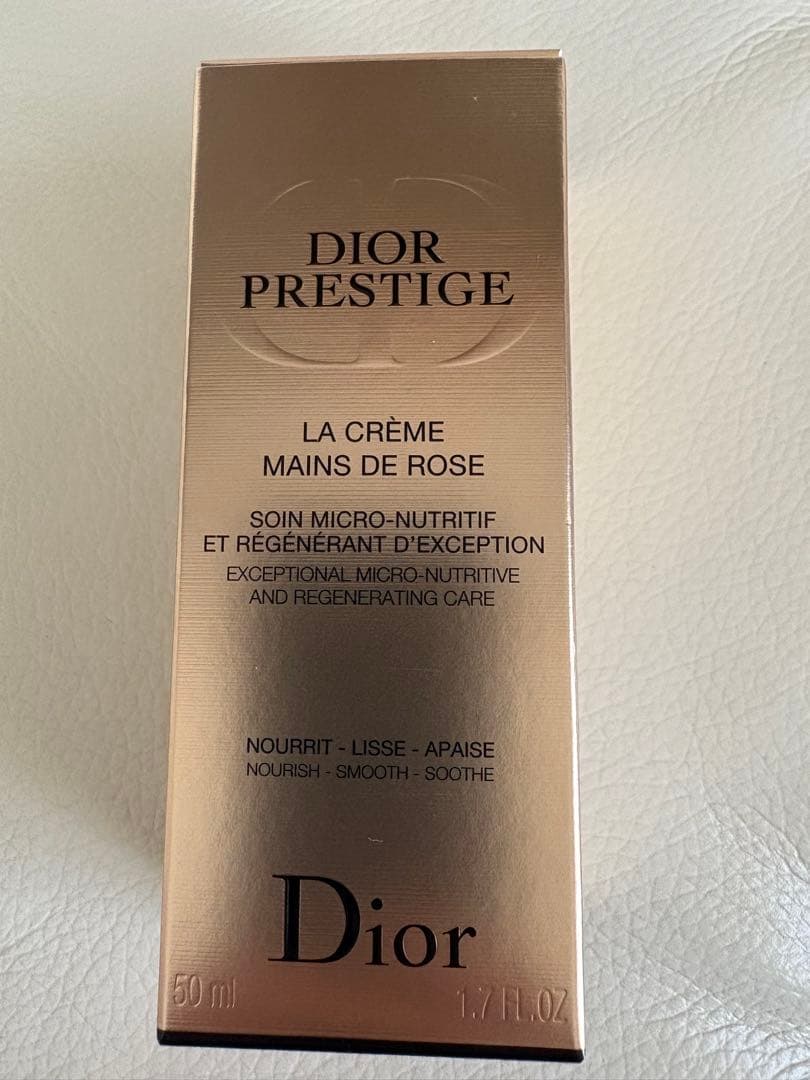 DIOR
PRESTIGE
LA CRÈME
MAINS DE ROSE
SOIN MICRO-NUTRITIF
ET RÉGÉNÉRANT D'EXCEPTION
EXCEPTIONAL MICRO-NUTRITIVE
AND REGENERATING CARE
NOURRIT - LISSE - APAISE
NOURISH - SMOOTH - SOOTHE
Dior
50 ml 1.7 FL.OZ